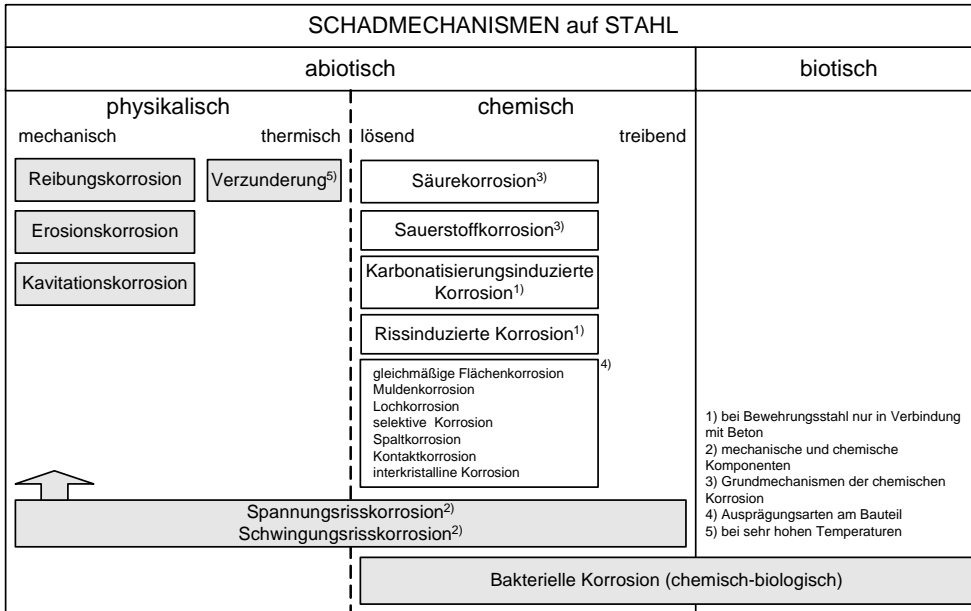 SCHADMECHANISMEN auf STAHL
abiotisch
biotisch
physikalisch
chemisch
mechanisch
thermisch
lösend
treibend
Reibungskorrosion
Verzunderung5)
Säurekorrosion3)
Erosionskorrosion
Sauerstoffkorrosion3)
Kavitationskorrosion
Karbonatisierungsinduzierte
Korrosion1)
Rissinduzierte Korrosion1)
4)
gleichmäßige Flächenkorrosion
Muldenkorrosion
Lochkorrosion
selektive Korrosion
Spaltkorrosion
Kontaktkorrosion
interkristalline Korrosion
1) bei Bewehrungsstahl nur in Verbindung
mit Beton
2) mechanische und chemische
Komponenten
3) Grundmechanismen der chemischen
Korrosion
4) Ausprägungsarten am Bauteil
5) bei sehr hohen Temperaturen
Spannungsrisskorrosion2)
Schwingungsrisskorrosion2)
Bakterielle Korrosion (chemisch-biologisch)